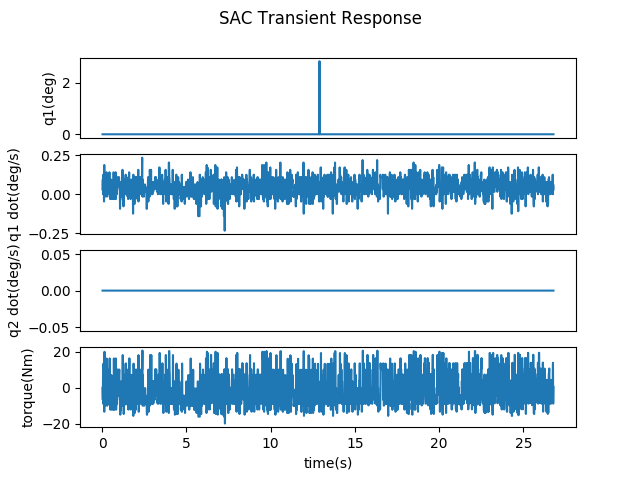 SAC Transient Response
q1(deg)
2
0
q1 dot(deg/s)
0.25
0.00
−0.25
q2 dot(deg/s)
0.05
0.00
−0.05
torque(Nm)
20
0
−20
0 5 10 15 20 25
time(s)